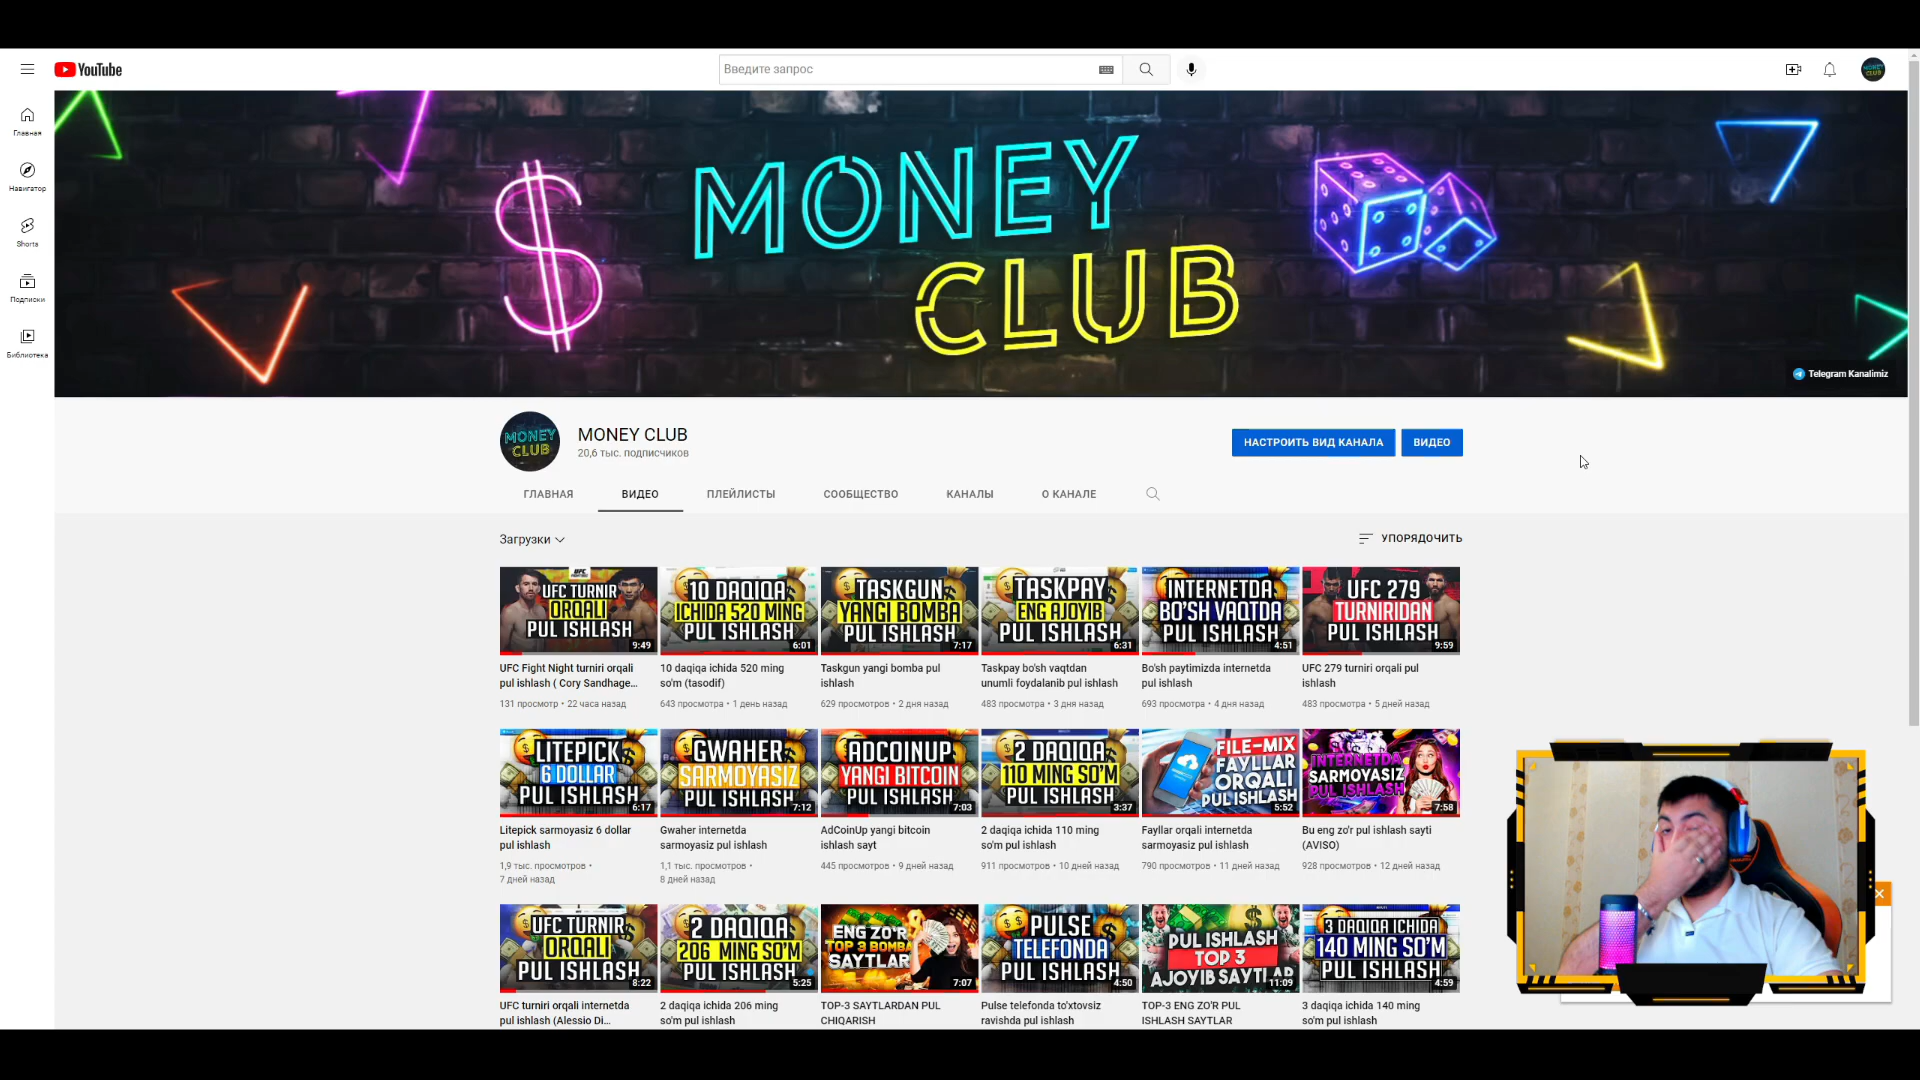 YouTube
Введите запрос
MONEY
CLUB
Главная
Навигатор
Shorts
Подписки
Библиотека
MONEY
CLUB
Telegram Kanalimiz
MONEY
CLUB
MONEY CLUB
20,6 тыс. подписчиков
НАСТРОИТЬ ВИД КАНАЛА
ВИДЕО
ГЛАВНАЯ
ВИДЕО
ПЛЕЙЛИСТЫ
СООБЩЕСТВО
КАНАЛЫ
О КАНАЛЕ
Загрузки
УПОРЯДОЧИТЬ
UFC TURNIR
ORQALI
PUL ISHLASH
9:49
UFC Fight Night turniri orqali
pul ishlash ( Cory Sandhage...
131 просмотр • 22 часа назад
10 DAQIQA
ICHIDA 520 MING
PUL ISHLASH
6:01
10 daqiqa ichida 520 ming
so'm (tasodif)
643 просмотра • 1 день назад
TASKGUN
YANGI BOMBA
PUL ISHLASH
7:17
Taskgun yangi bomba pul
ishlash
629 просмотров • 2 дня назад
TASKPAY
ENG AJOYIB
PUL ISHLASH
6:31
Taskpay bo'sh vaqtdan
unumli foydalanib pul ishlash
483 просмотра • 3 дня назад
INTERNETDA
BO'SH VAQTDA
PUL ISHLASH
4:51
Bo'sh paytimizda internetda
pul ishlash
693 просмотра • 4 дня назад
UFC 279
TURNIRIDAN
PUL ISHLASH
9:59
UFC 279 turniri orqali pul
ishlash
483 просмотра • 5 дней назад
LITEPICK
6 DOLLAR
PUL ISHLASH
6:17
Litepick sarmoyasiz 6 dollar
pul ishlash
1,9 тыс. просмотров •
7 дней назад
GWAHER
SARMOYASIZ
PUL ISHLASH
7:12
Gwaher internetda
sarmoyasiz pul ishlash
1,1 тыс. просмотров •
8 дней назад
ADCOINUP
YANGI BITCOIN
PUL ISHLASH
7:03
AdCoinUp yangi bitcoin
ishlash sayt
445 просмотров • 9 дней назад
2 DAQIQA
110 MING SO'M
PUL ISHLASH
3:37
2 daqiqa ichida 110 ming
so'm pul ishlash
911 просмотров • 10 дней назад
FILE-MIX
FAYLLAR
ORQALI
PUL ISHLASH
5:52
Fayllar orqali internetda
sarmoyasiz pul ishlash
790 просмотров • 11 дней назад
INTERNETDA
SARMOYASIZ
PUL ISHLASH
7:58
Bu eng zo'r pul ishlash sayti
(AVISO)
928 просмотров • 12 дней назад
UFC TURNIR
ORQALI
PUL ISHLASH
8:22
UFC turniri orqali internetda
pul ishlash (Alessio Di...
2 DAQIQA
206 MING SO'M
PUL ISHLASH
5:25
2 daqiqa ichida 206 ming
so'm pul ishlash
ENG ZO'R
TOP 3 BOMBA
SAYTLAR
7:07
TOP-3 SAYTLARDAN PUL
CHIQARISH
PULSE
TELEFONDA
PUL ISHLASH
4:50
Pulse telefonda to'xtovsiz
ravishda pul ishlash
PUL ISHLASH
TOP 3
AJOYIB SAYTLAR
11:09
TOP-3 ENG ZO'R PUL
ISHLASH SAYTLAR
3 DAQIQA ICHIDA
140 MING SO'M
PUL ISHLASH
4:59
3 daqiqa ichida 140 ming
so'm pul ishlash